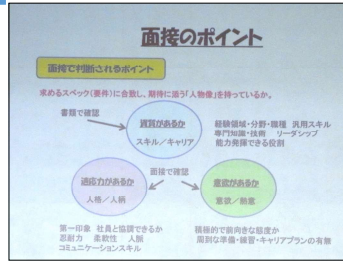 面接のポイント
面接で判断されるポイント
求めるスペック(要件)に合致し、期待に添う「人物像」を持っているか。
書類で確認
資質があるか
スキル/キャリア
経験領域・分野・職種 汎用スキル
専門知識・技術 リーダシップ
能力発揮できる役割
面接で確認
適応力があるか
人格/人柄
意欲があるか
意欲/熱意
第一印象 社員と協調できるか
忍耐力 柔軟性 人脈
コミュニケーションスキル
積極的で前向きな態度か
周到な準備・練習・キャリアプランの有無